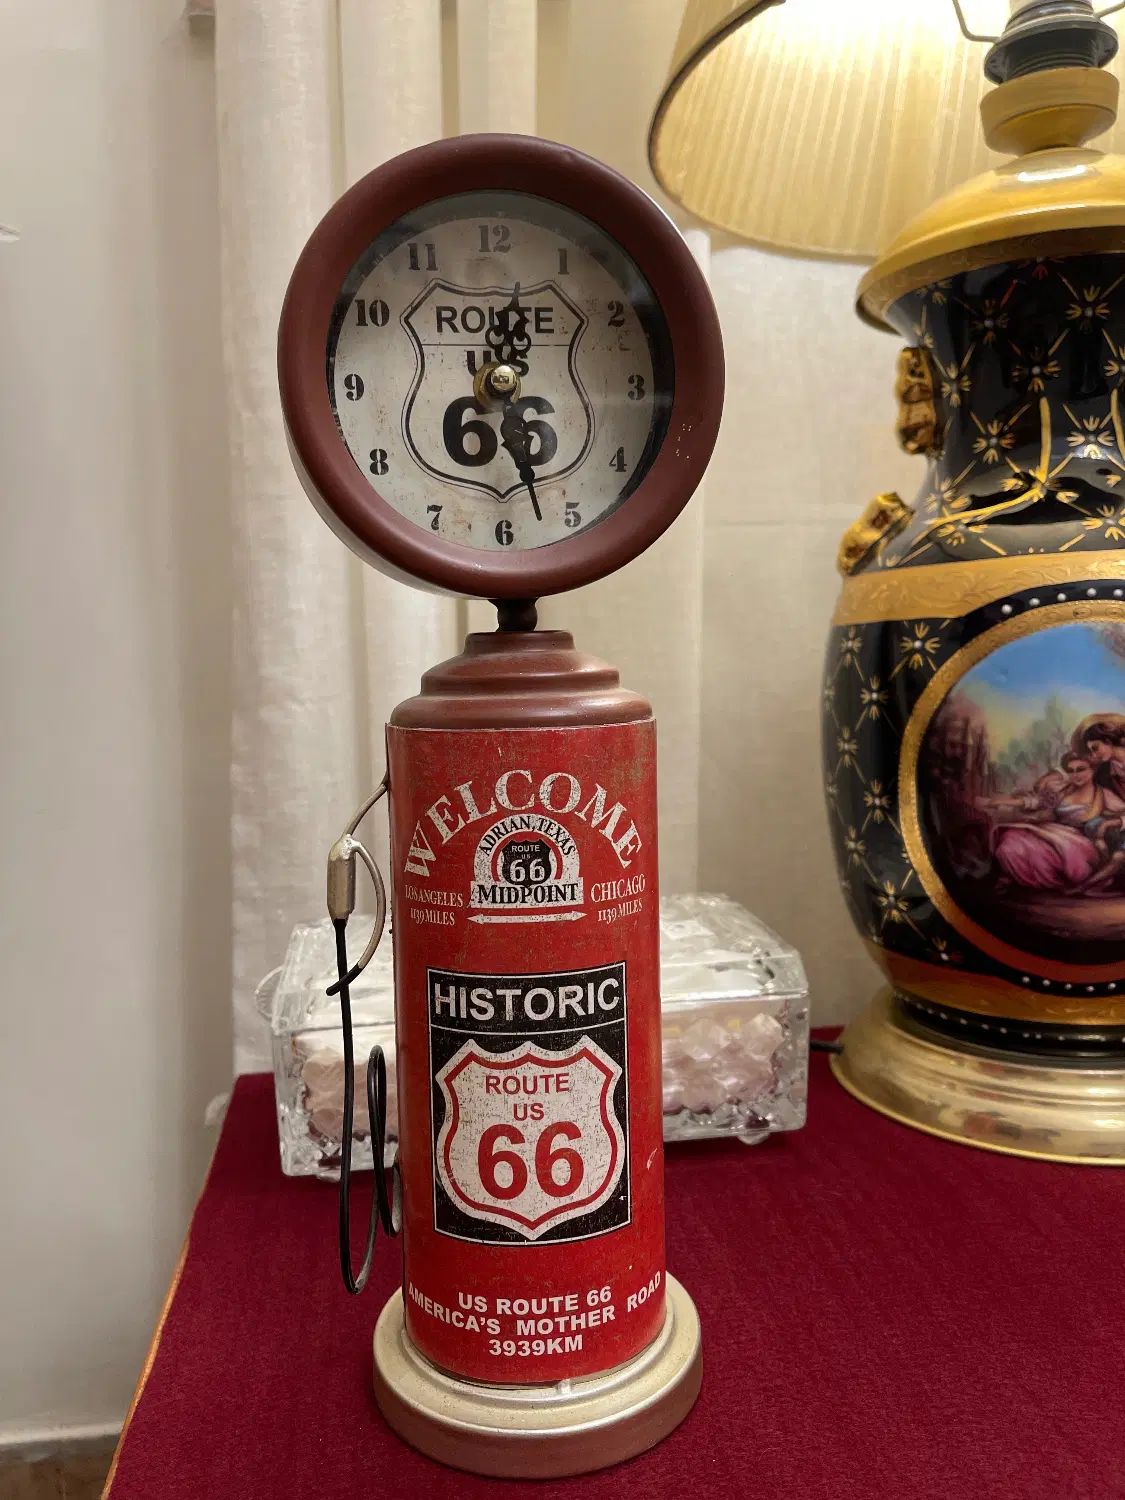 12
11 1
10 2
9 3
8 4
7 5
6
ROUTE
US
66
WELCOME
ADRIAN, TEXAS
ROUTE
US
66
MIDPOINT
LOS ANGELES
1139 MILES
CHICAGO
1139 MILES
HISTORIC
ROUTE
US
66
US ROUTE 66
AMERICA'S MOTHER ROAD
3939KM